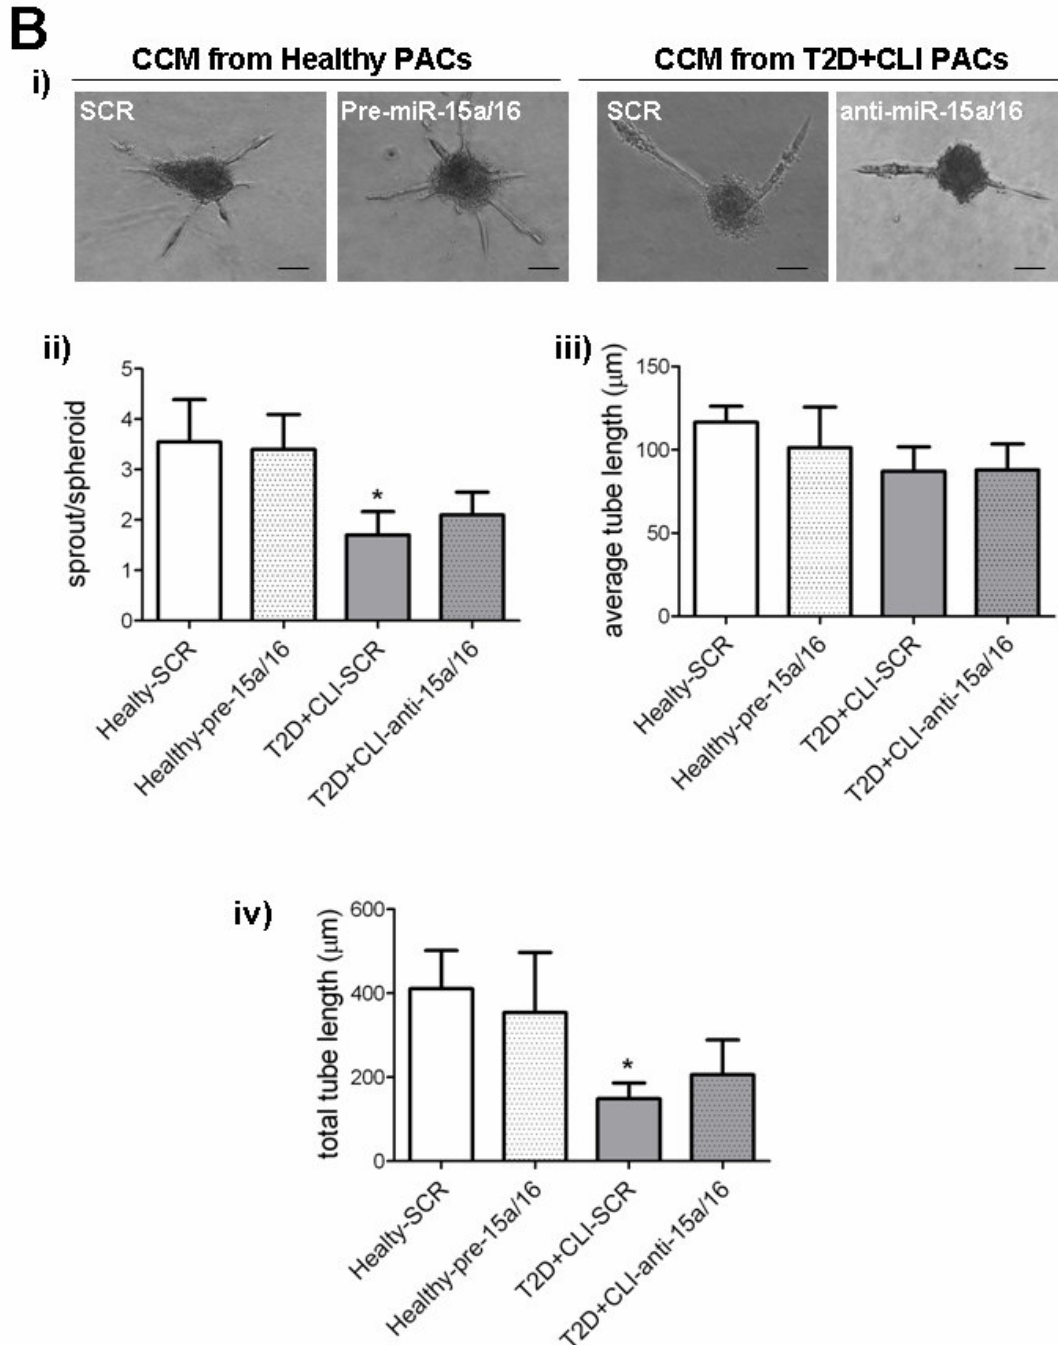 B
CCM from Healthy PACs
CCM from T2D+CLI PACs
i)
SCR
Pre-miR-15a/16
SCR
anti-miR-15a/16
ii)
sprout/spheroid
5
4
3
2
1
0
*
Healty-SCR
Healthy-pre-15a/16
T2D+CLI-SCR
T2D+CLI-anti-15a/16
iii)
average tube length (μm)
150
100
50
0
Healty-SCR
Healthy-pre-15a/16
T2D+CLI-SCR
T2D+CLI-anti-15a/16
iv)
total tube length (μm)
600
400
200
0
*
Healty-SCR
Healthy-pre-15a/16
T2D+CLI-SCR
T2D+CLI-anti-15a/16